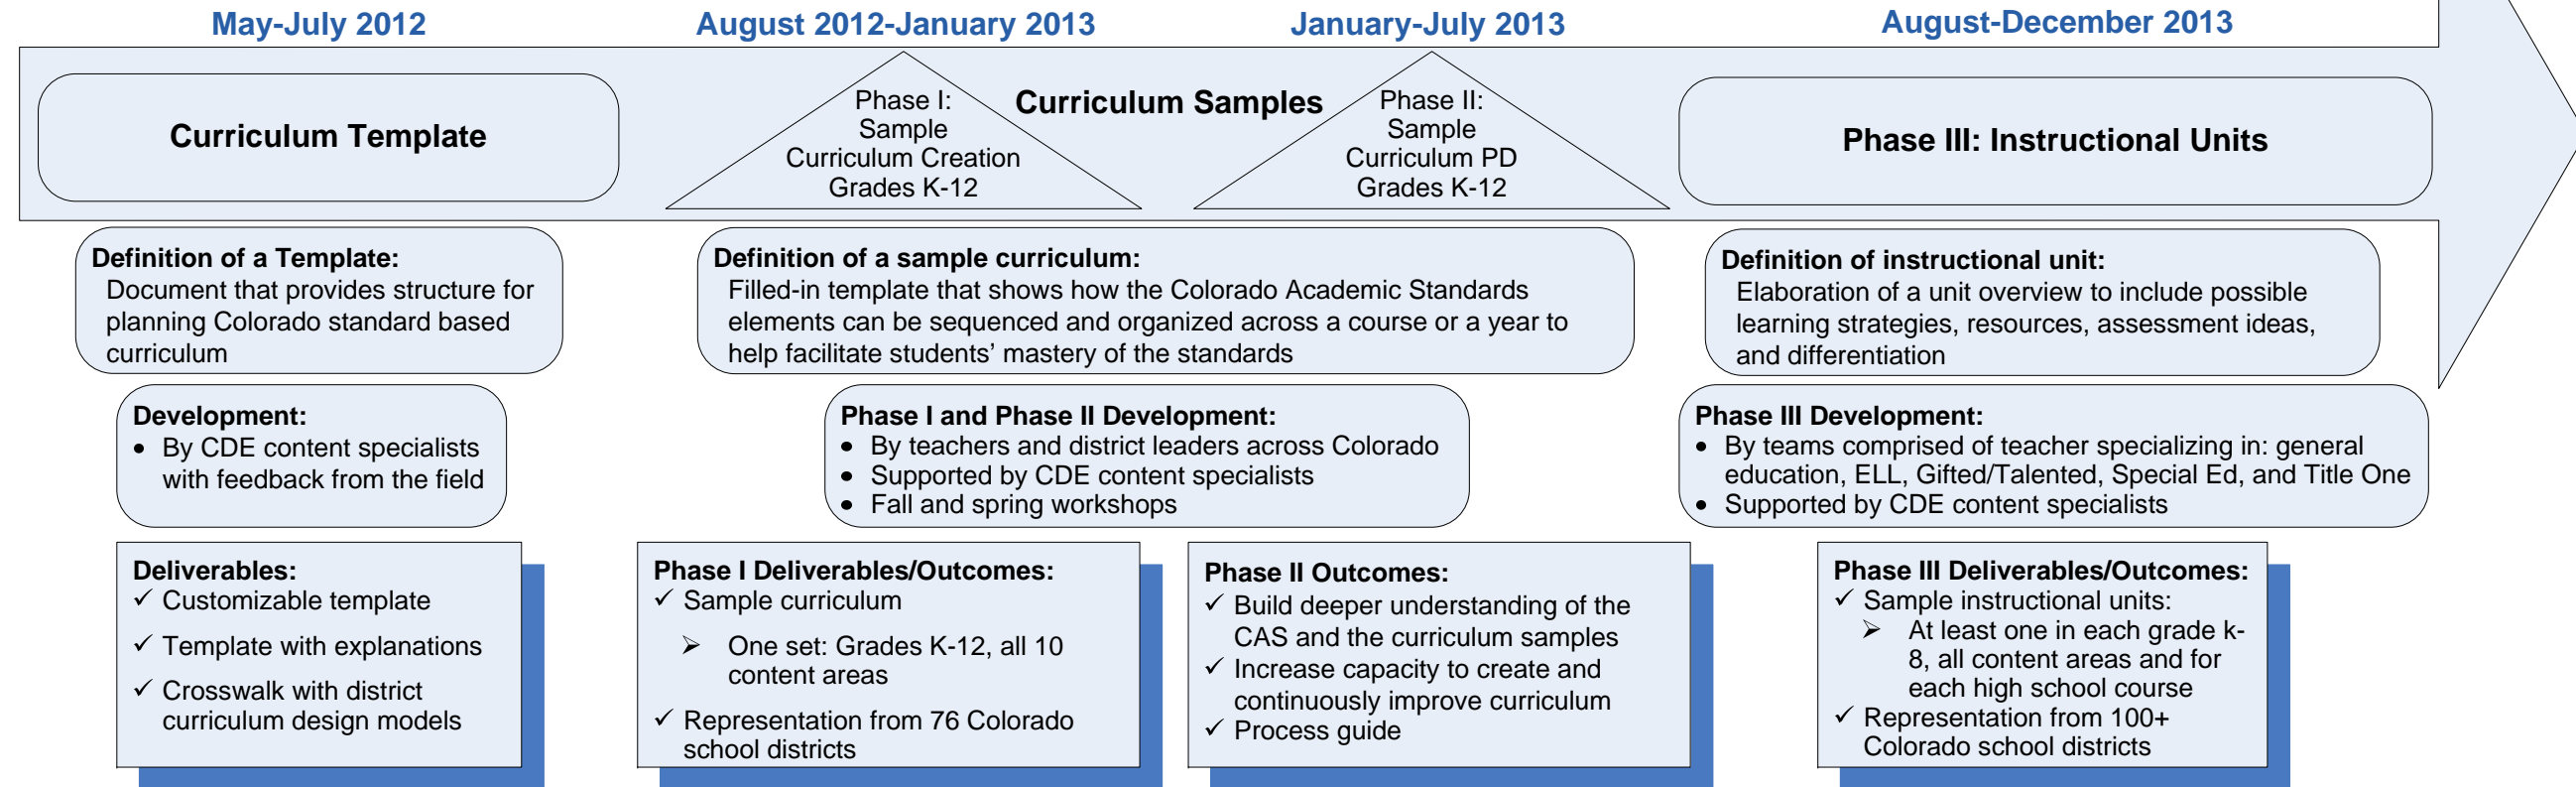 May-July 2012
August 2012-January 2013
January-July 2013
August-December 2013
Curriculum Template
Phase I:
Sample
Curriculum Creation
Grades K-12
Curriculum Samples
Phase II:
Sample
Curriculum PD
Grades K-12
Phase III: Instructional Units
Definition of a Template:
Document that provides structure for
planning Colorado standard based
curriculum
Definition of a sample curriculum:
Filled-in template that shows how the Colorado Academic Standards
elements can be sequenced and organized across a course or a year to
help facilitate students’ mastery of the standards
Definition of instructional unit:
Elaboration of a unit overview to include possible
learning strategies, resources, assessment ideas,
and differentiation
Development:
• By CDE content specialists
with feedback from the field
Phase I and Phase II Development:
• By teachers and district leaders across Colorado
• Supported by CDE content specialists
• Fall and spring workshops
Phase III Development:
• By teams comprised of teacher specializing in: general
education, ELL, Gifted/Talented, Special Ed, and Title One
• Supported by CDE content specialists
Deliverables:
✓ Customizable template
✓ Template with explanations
✓ Crosswalk with district
curriculum design models
Phase I Deliverables/Outcomes:
✓ Sample curriculum
➢ One set: Grades K-12, all 10
content areas
✓ Representation from 76 Colorado
school districts
Phase II Outcomes:
✓ Build deeper understanding of the
CAS and the curriculum samples
✓ Increase capacity to create and
continuously improve curriculum
✓ Process guide
Phase III Deliverables/Outcomes:
✓ Sample instructional units:
➢ At least one in each grade k-
8, all content areas and for
each high school course
✓ Representation from 100+
Colorado school districts